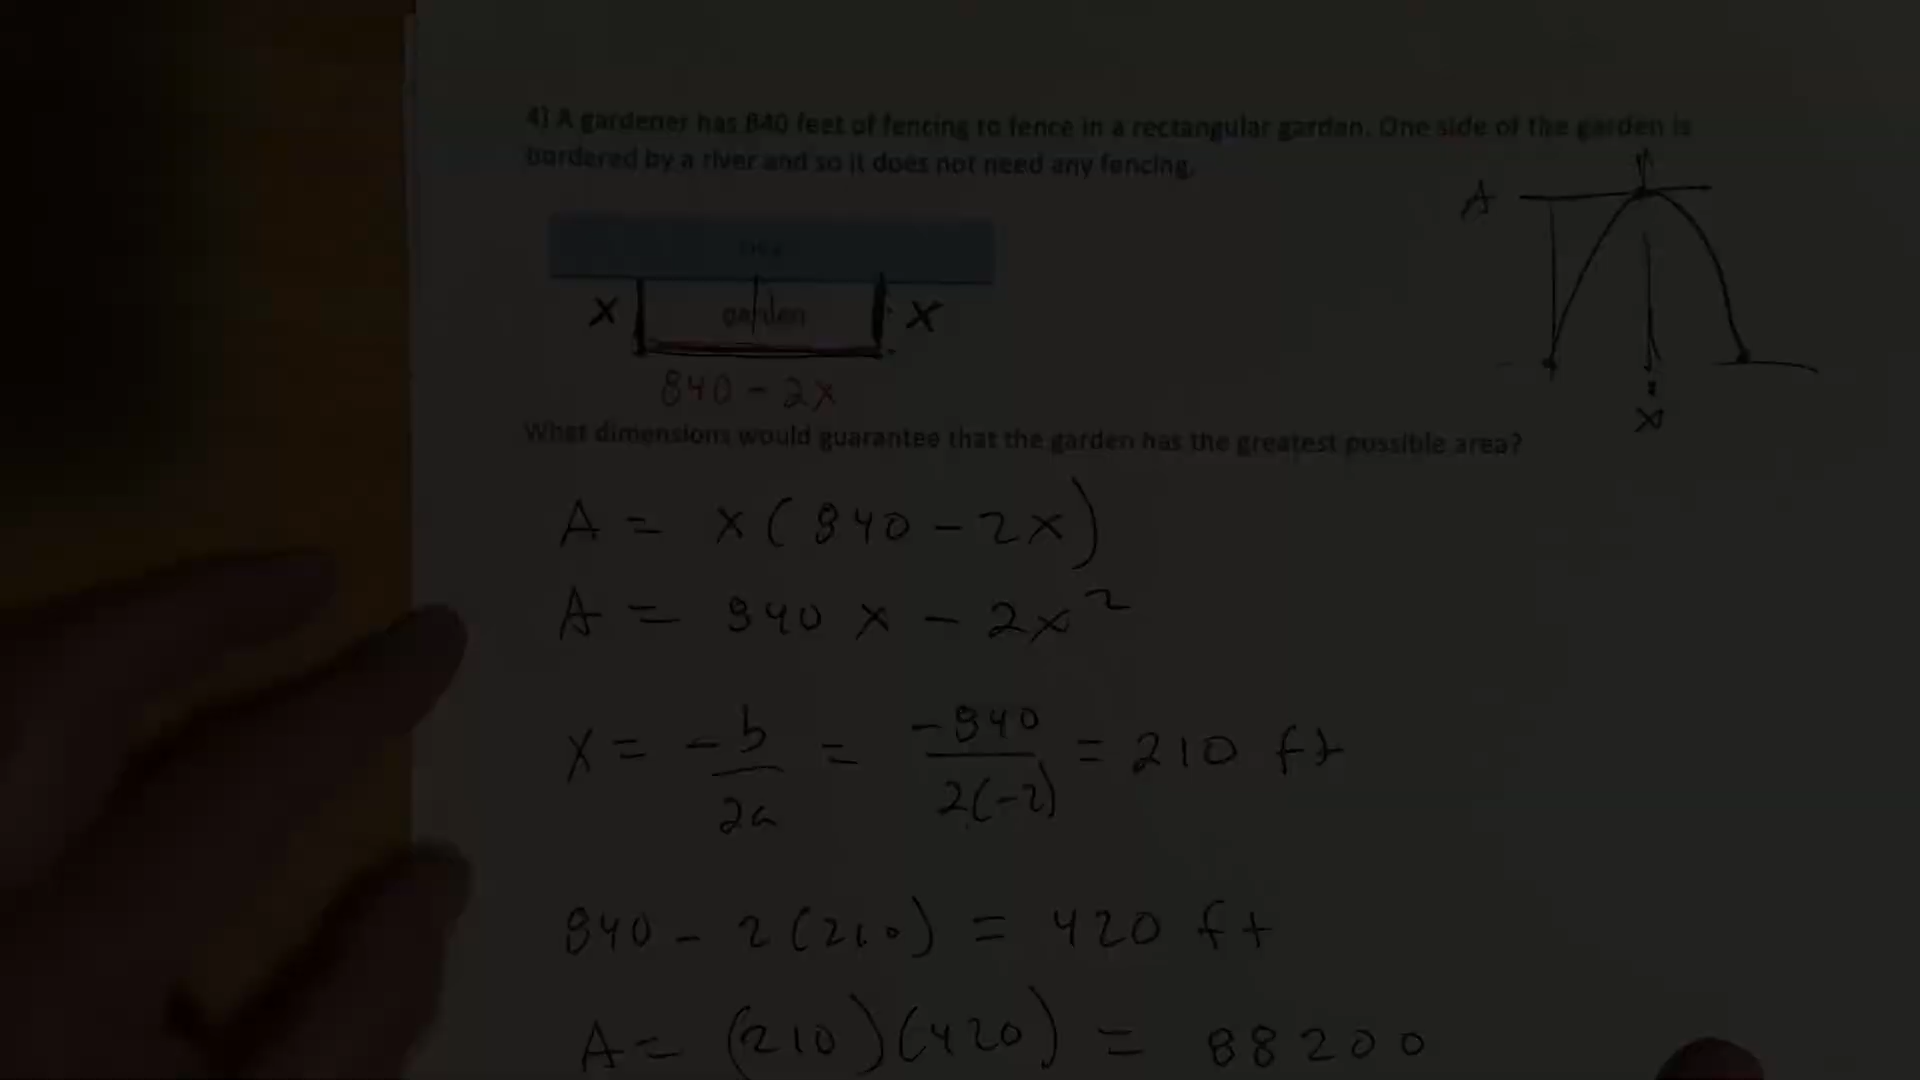 4) A gardener has 840 feet of fencing to fence in a rectangular garden. One side of the garden is
bordered by a river and so it does not need any fencing.
A
X garden X
840 - 2x
X
What dimensions would guarantee that the garden has the greatest possible area?
A = x(840-2x)
A = 840x - 2x²
x = -b/2a = -840/2(-2) = 210 ft
840 - 2(210) = 420 ft
A = (210)(420) = 88200